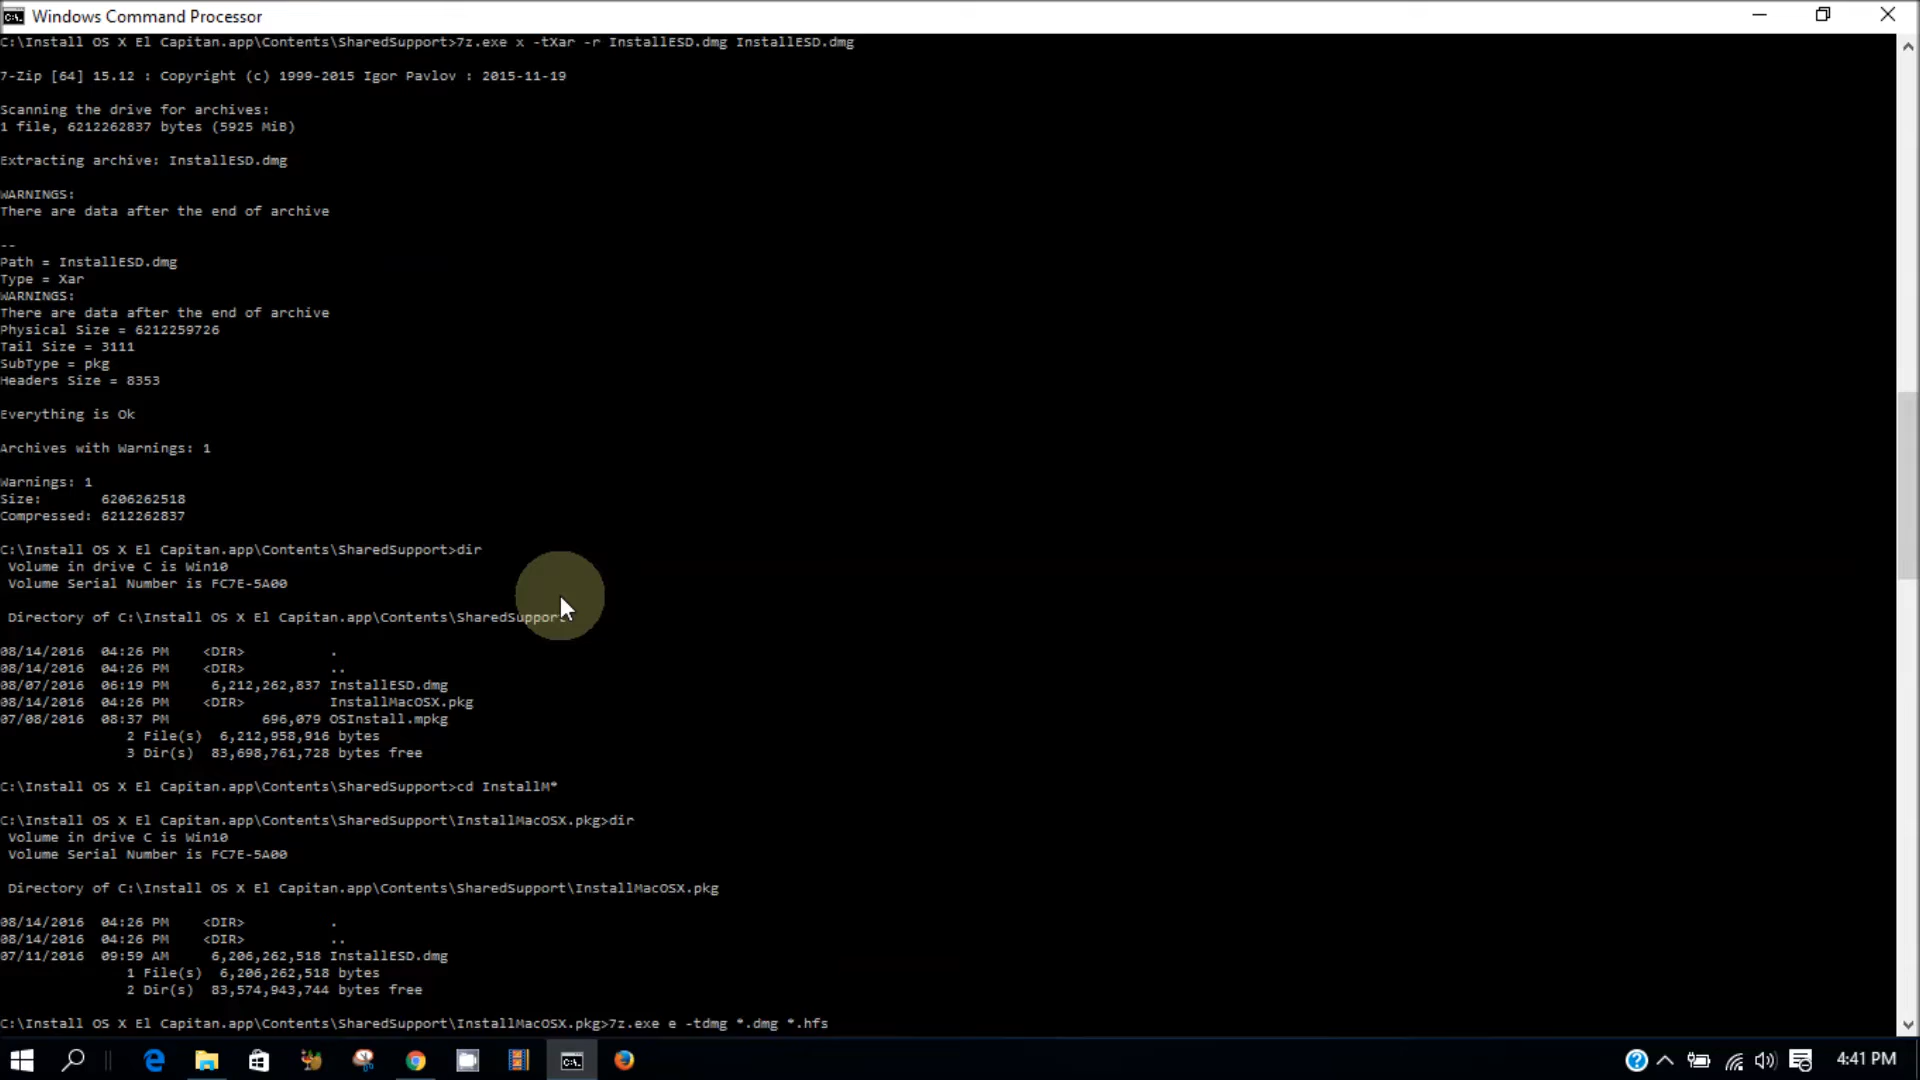 Windows Command Processor
C:\Install OS X El Capitan.app\Contents\SharedSupport>7z.exe x -tXar -r InstallESD.dmg InstallESD.dmg
7-Zip [64] 15.12 : Copyright (c) 1999-2015 Igor Pavlov : 2015-11-19
Scanning the drive for archives:
1 file, 6212262837 bytes (5925 MiB)
Extracting archive: InstallESD.dmg
WARNINGS:
There are data after the end of archive
--
Path = InstallESD.dmg
Type = Xar
WARNINGS:
There are data after the end of archive
Physical Size = 6212259726
Tail Size = 3111
SubType = pkg
Headers Size = 8353
Everything is Ok
Archives with Warnings: 1
Warnings: 1
Size:       6206262518
Compressed: 6212262837
C:\Install OS X El Capitan.app\Contents\SharedSupport>dir
Volume in drive C is Win10
Volume Serial Number is FC7E-5A00
Directory of C:\Install OS X El Capitan.app\Contents\SharedSupport
08/14/2016  04:26 PM    <DIR>          .
08/14/2016  04:26 PM    <DIR>          ..
08/07/2016  06:19 PM     6,212,262,837 InstallESD.dmg
08/14/2016  04:26 PM    <DIR>          InstallMacOSX.pkg
07/08/2016  08:37 PM           696,079 OSInstall.mpkg
2 File(s)  6,212,958,916 bytes
3 Dir(s)  83,698,761,728 bytes free
C:\Install OS X El Capitan.app\Contents\SharedSupport>cd InstallM*
C:\Install OS X El Capitan.app\Contents\SharedSupport\InstallMacOSX.pkg>dir
Volume in drive C is Win10
Volume Serial Number is FC7E-5A00
Directory of C:\Install OS X El Capitan.app\Contents\SharedSupport\InstallMacOSX.pkg
08/14/2016  04:26 PM    <DIR>          .
08/14/2016  04:26 PM    <DIR>          ..
07/11/2016  09:59 AM     6,206,262,518 InstallESD.dmg
1 File(s)  6,206,262,518 bytes
2 Dir(s)  83,574,943,744 bytes free
C:\Install OS X El Capitan.app\Contents\SharedSupport\InstallMacOSX.pkg>7z.exe e -tdmg *.dmg *.hfs
4:41 PM